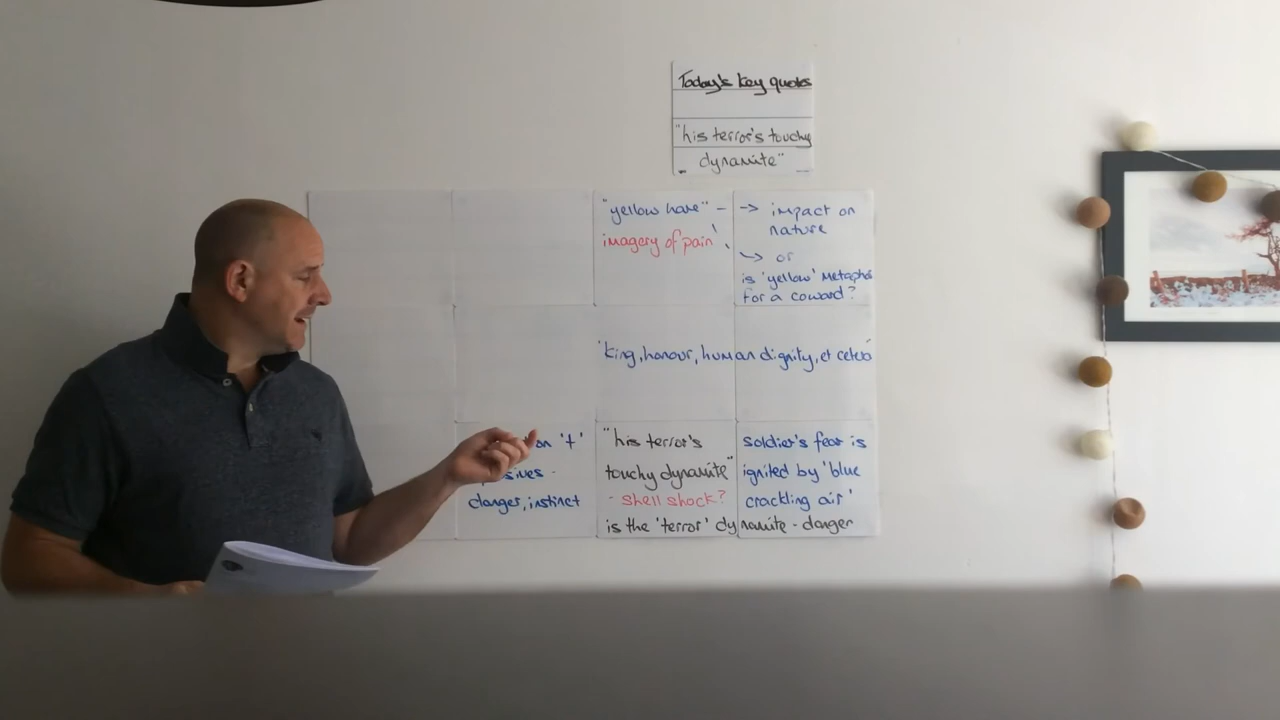 Today's key quotes
"his terror's touchy
dynamite"
"yellow hare" -
imagery of pain
-> impact on
nature
-> or
is 'yellow' metaphor
for a coward?
'king, honour, human dignity, et cetera'
on 't'
danger, instinct
"his terror's
touchy dynamite"
- shell shock?
is the 'terror' dynamite - danger
soldier's fear is
ignited by 'blue
crackling air'